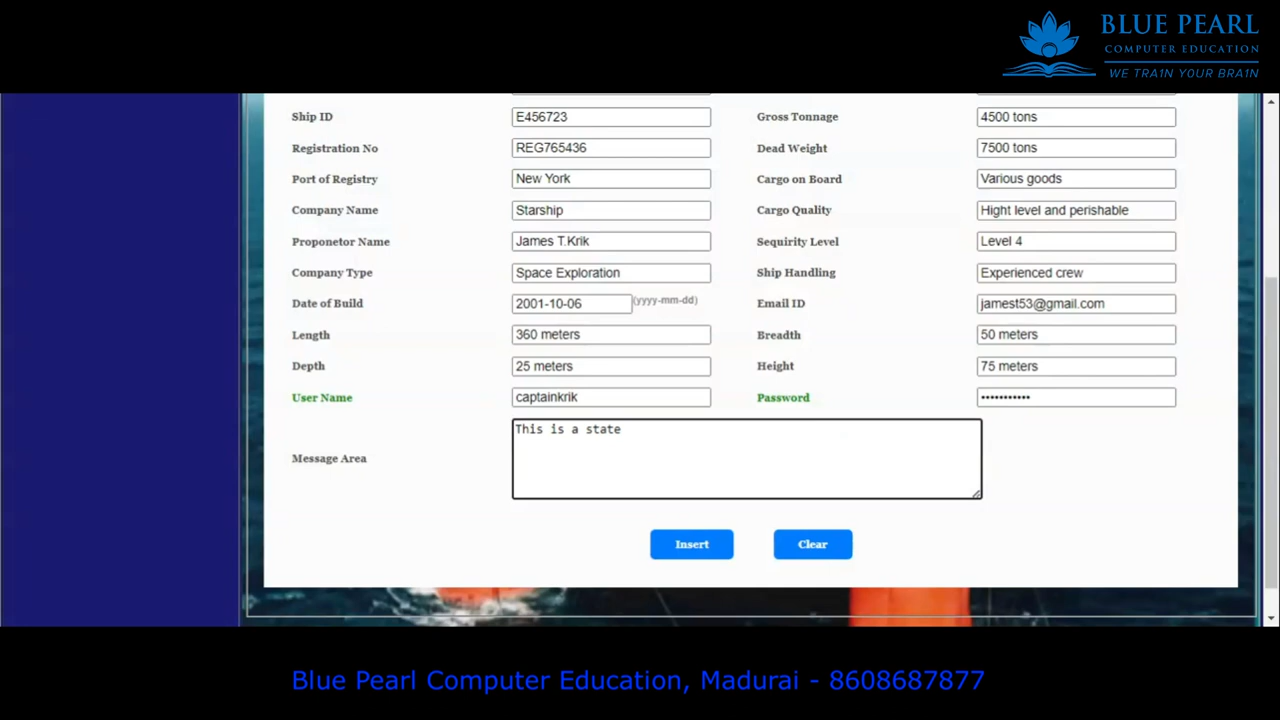 BLUE PEARL
COMPUTER EDUCATION
WE TRAIN YOUR BRA1N
Ship ID E456723 Gross Tonnage 4500 tons
Registration No REG765436 Dead Weight 7500 tons
Port of Registry New York Cargo on Board Various goods
Company Name Starship Cargo Quality Hight level and perishable
Proponetor Name James T.Krik Sequirity Level Level 4
Company Type Space Exploration Ship Handling Experienced crew
Date of Build 2001-10-06 (yyyy-mm-dd) Email ID jamest53@gmail.com
Length 360 meters Breadth 50 meters
Depth 25 meters Height 75 meters
User Name captainkrik Password •••••••••••
This is a state
Message Area
Insert Clear
Blue Pearl Computer Education, Madurai - 8608687877